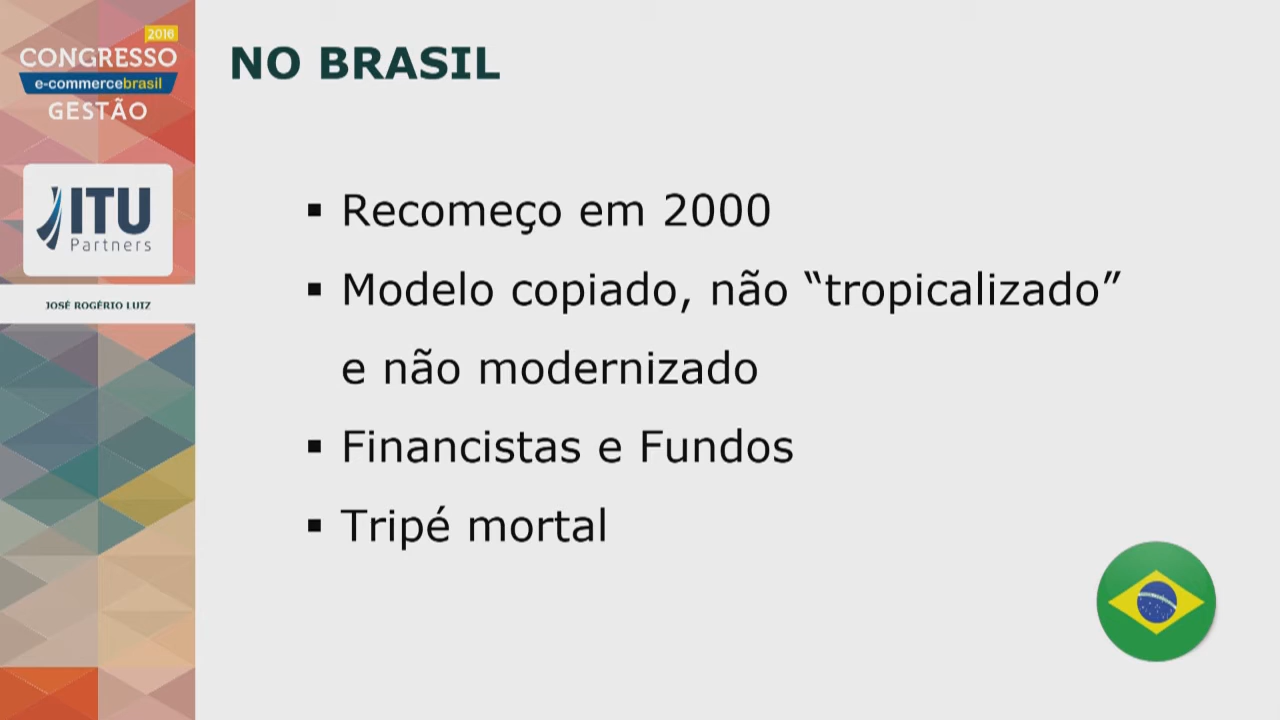 2016
CONGRESSO
e-commercebrasil
GESTÃO
ITU
Partners
JOSÉ ROGÉRIO LUIZ
NO BRASIL
▪ Recomeço em 2000
▪ Modelo copiado, não “tropicalizado”
e não modernizado
▪ Financistas e Fundos
▪ Tripé mortal